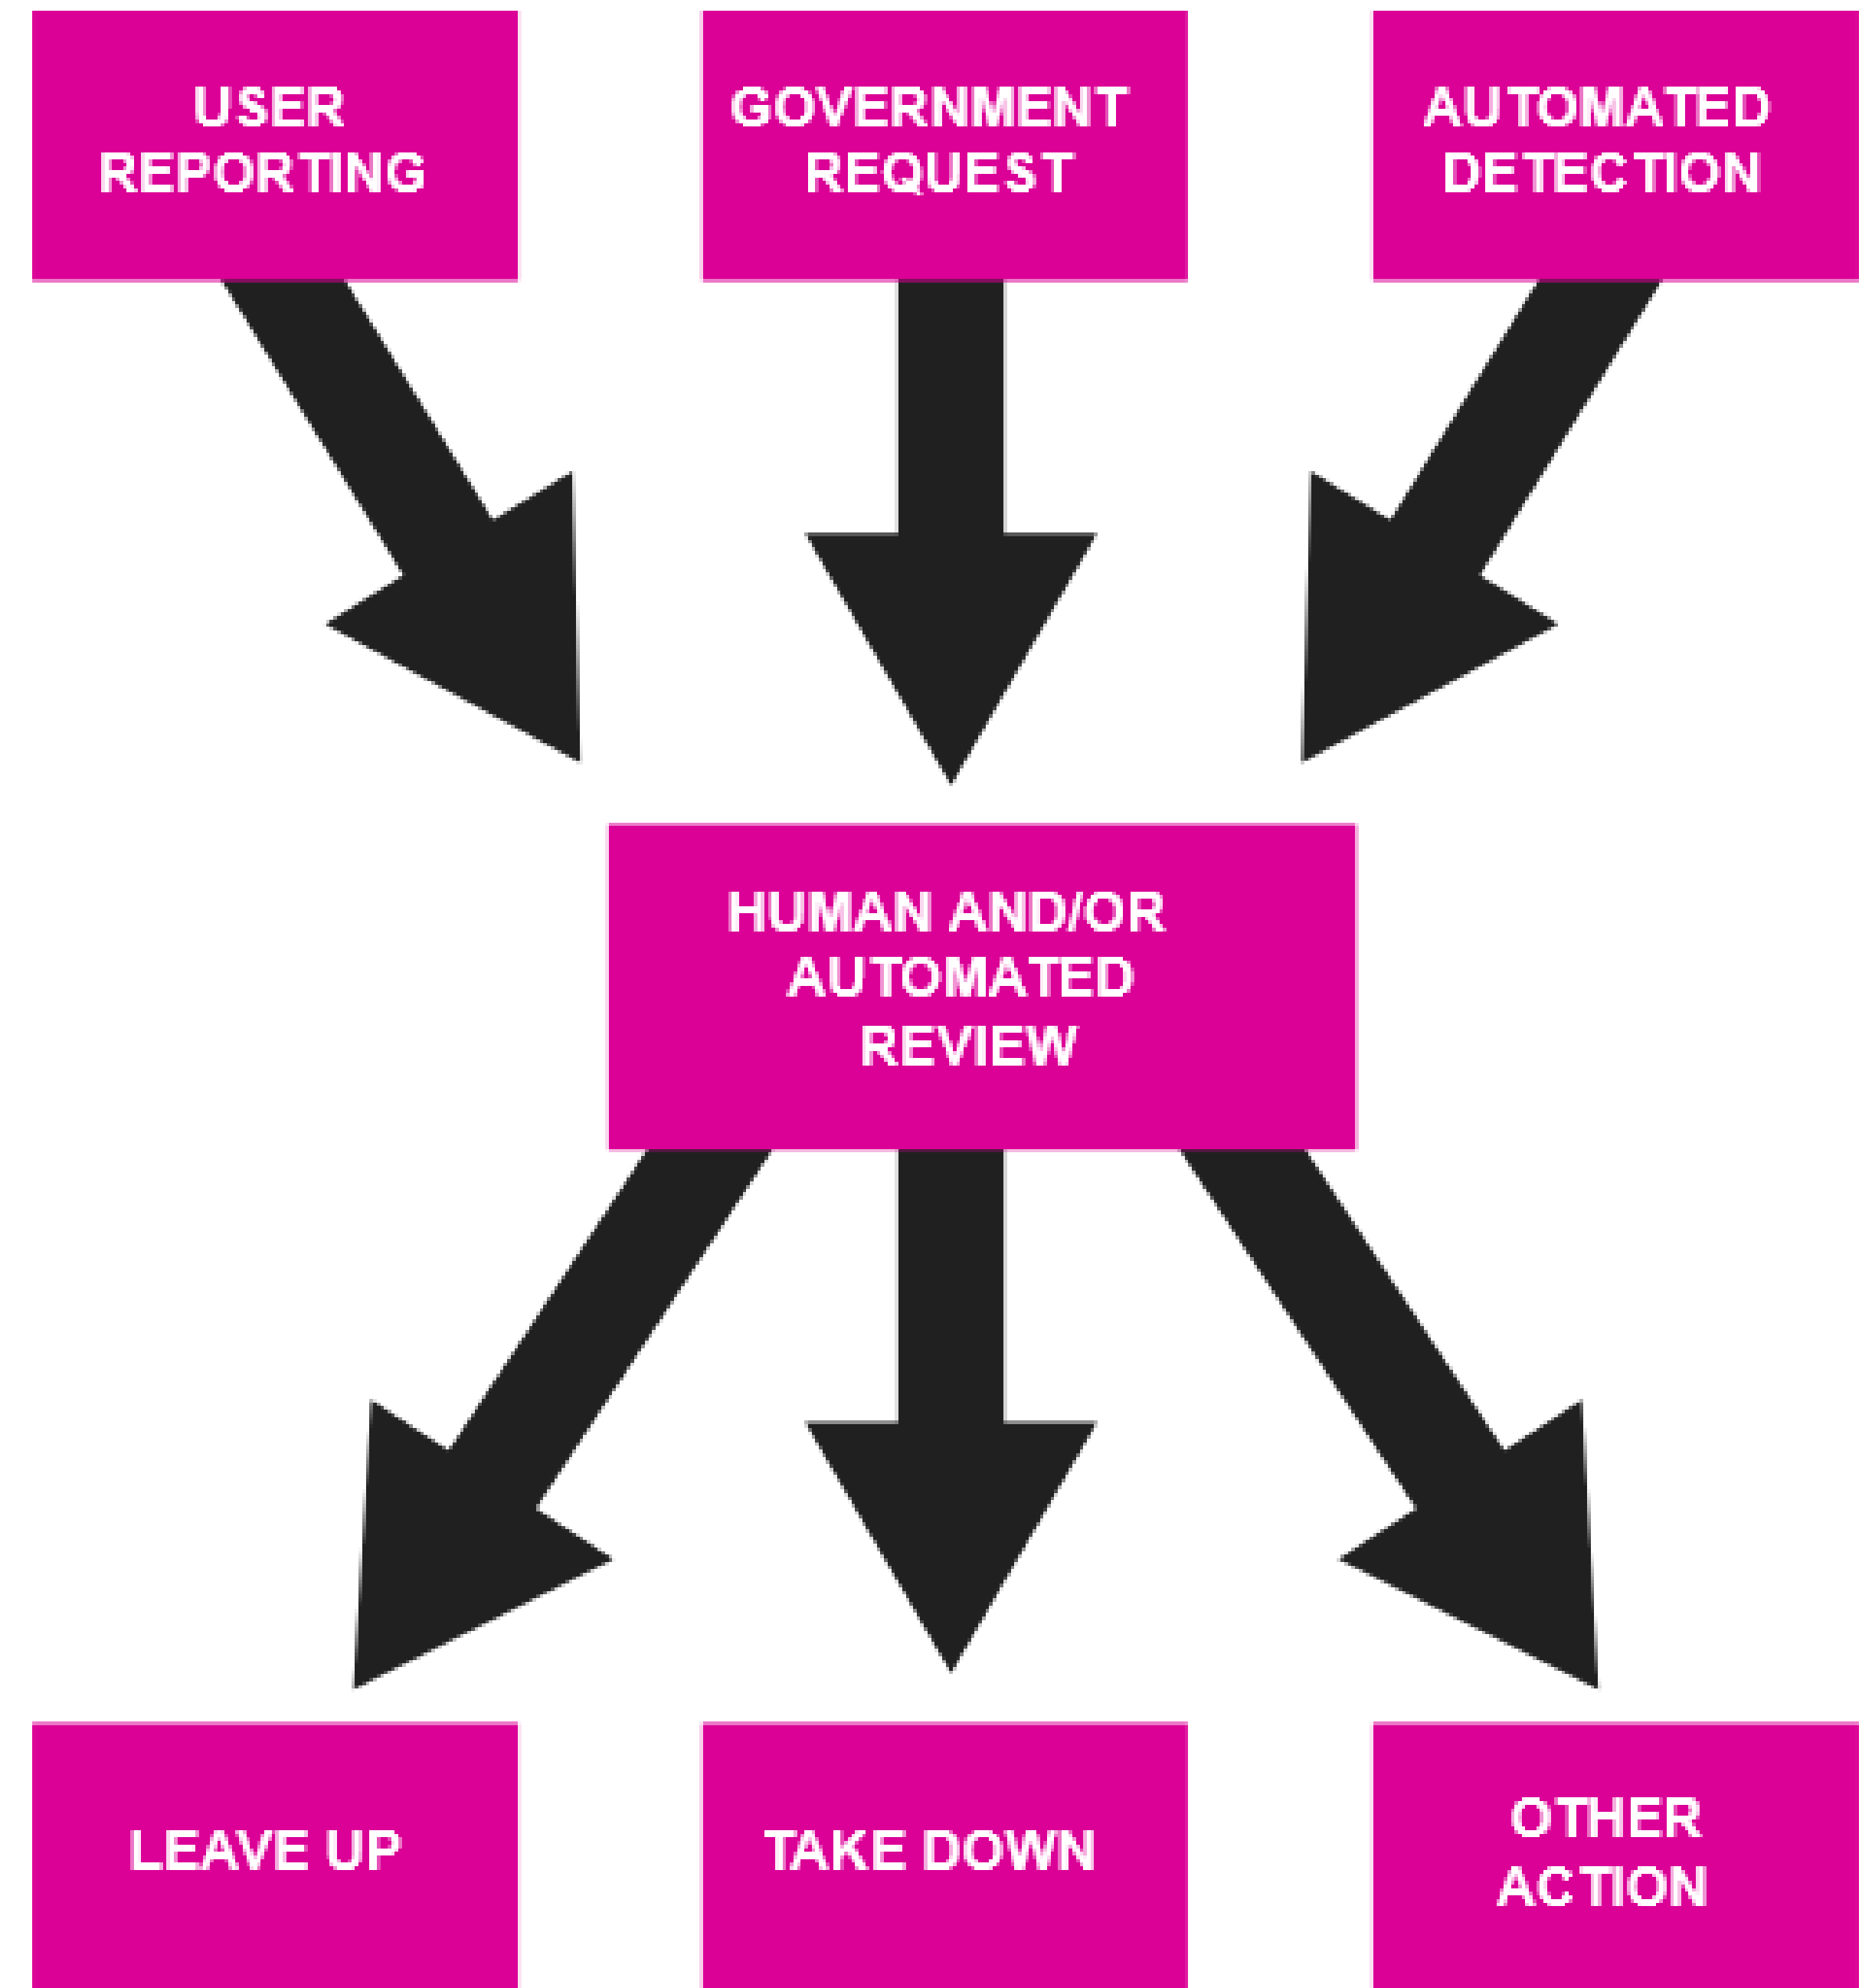 USER
REPORTING
GOVERNMENT
REQUEST
AUTOMATED
DETECTION
HUMAN AND/OR
AUTOMATED
REVIEW
LEAVE UP
TAKE DOWN
OTHER
ACTION